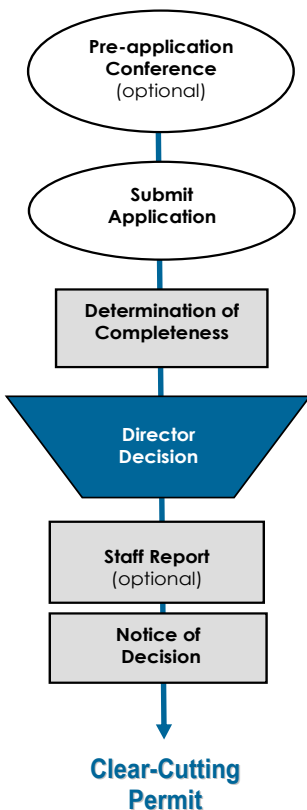 Pre-application
Conference
(optional)
Submit
Application
Determination of
Completeness
Director
Decision
Staff Report
(optional)
Notice of
Decision
Clear-Cutting
Permit